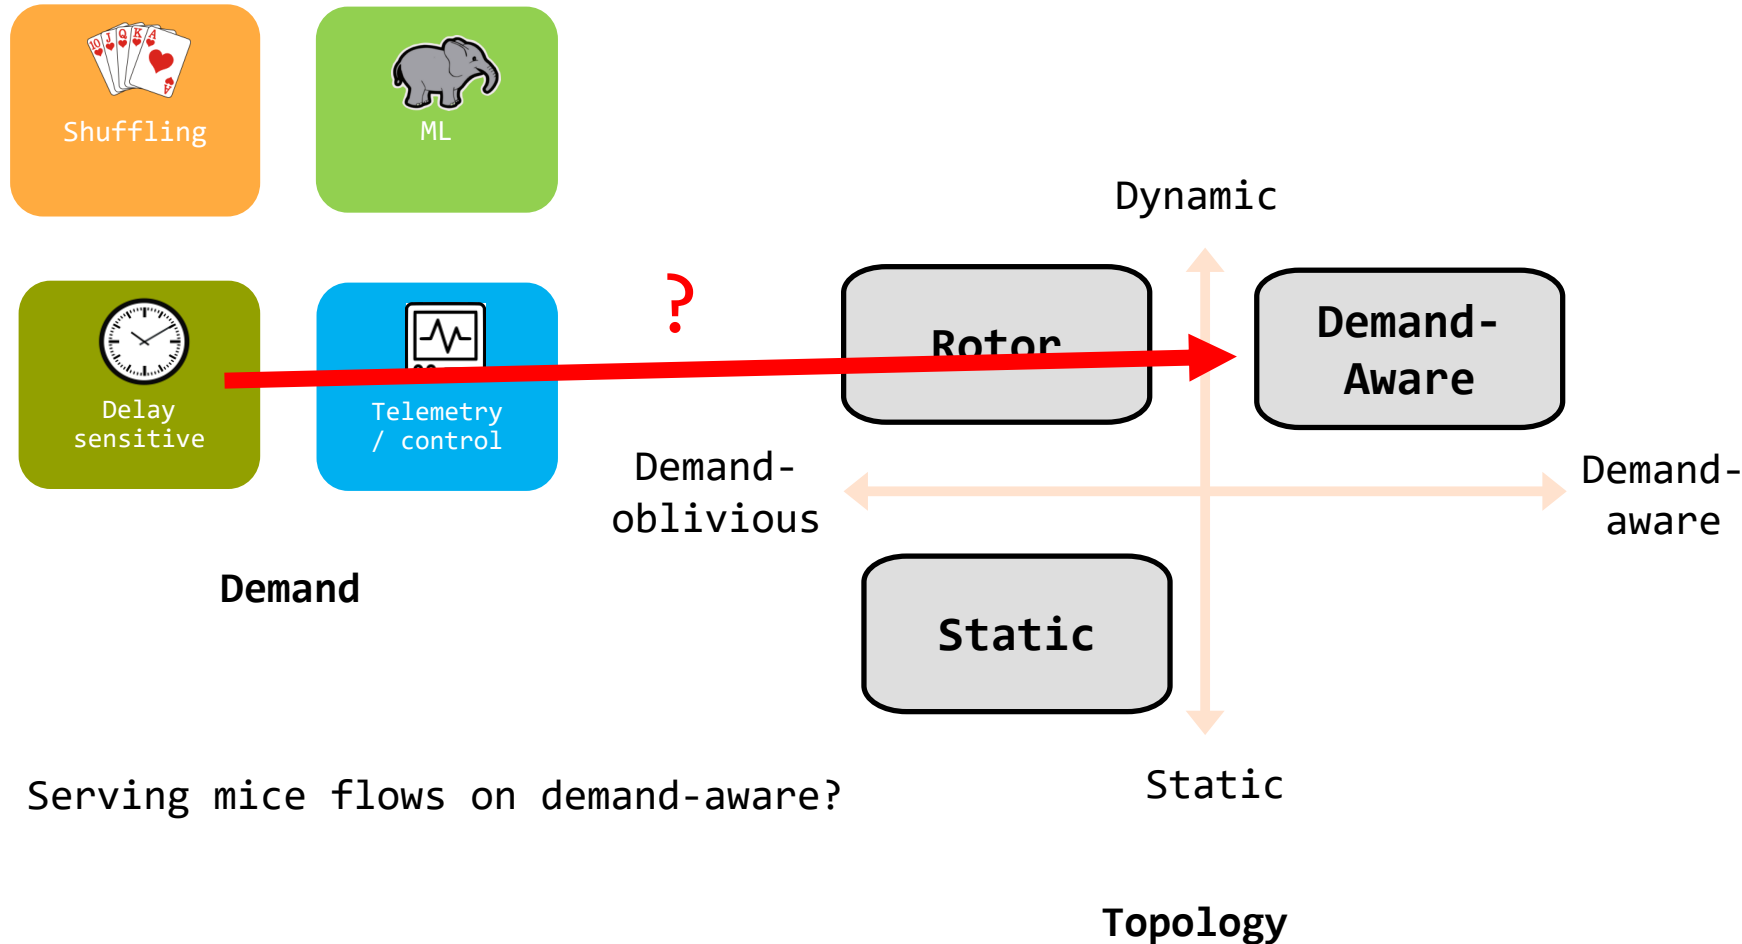 Shuffling
ML
Delay
sensitive
Telemetry
/ control
Demand
?
Dynamic
Rotor
Demand-
Aware
Demand-
oblivious
Demand-
aware
Static
Static
Serving mice flows on demand-aware?
Topology